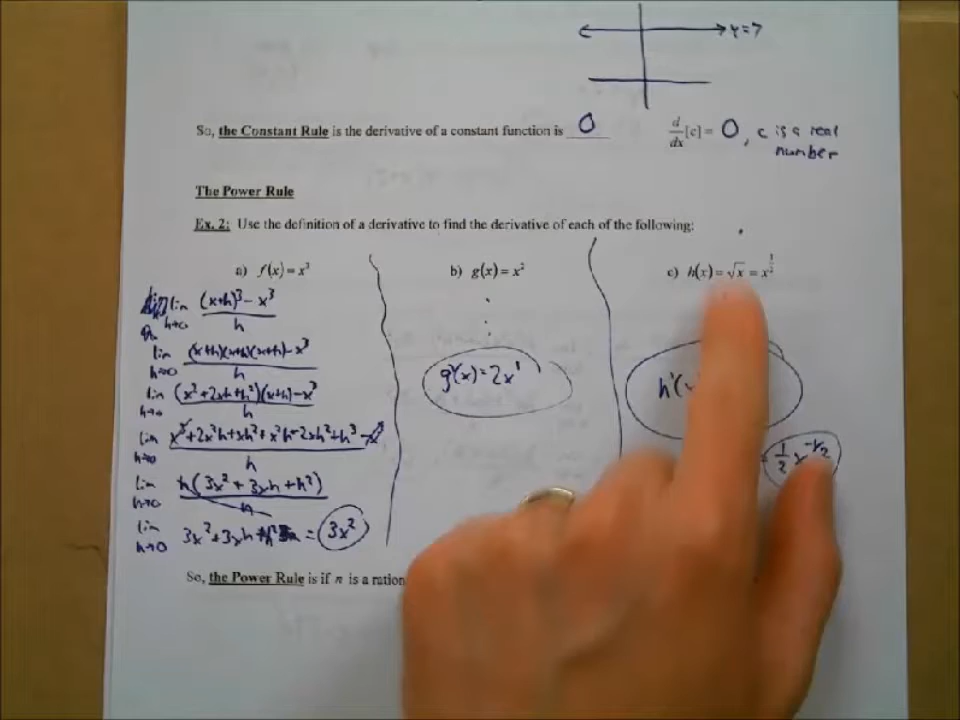 y=7
So, the Constant Rule is the derivative of a constant function is 0
d/dx [c] = 0, c is a real number
The Power Rule
Ex. 2: Use the definition of a derivative to find the derivative of each of the following:
a) f(x) = x³
lim h→0 ((x+h)³ - x³)/h
lim h→0 ((x+h)(x+h)(x+h) - x³)/h
lim h→0 ((x²+2xh+h²)(x+h) - x³)/h
lim h→0 (x³+2x²h+xh²+x²h+2xh²+h³ - x³)/h
lim h→0 h(3x²+3xh+h²)/h
lim h→0 3x²+3xh+h² = 3x²
b) g(x) = x²
g'(x) = 2x¹
c) h(x) = √x = x^(1/2)
h'(
= 1/2 x^(-1/2)
So, the Power Rule is if n is a